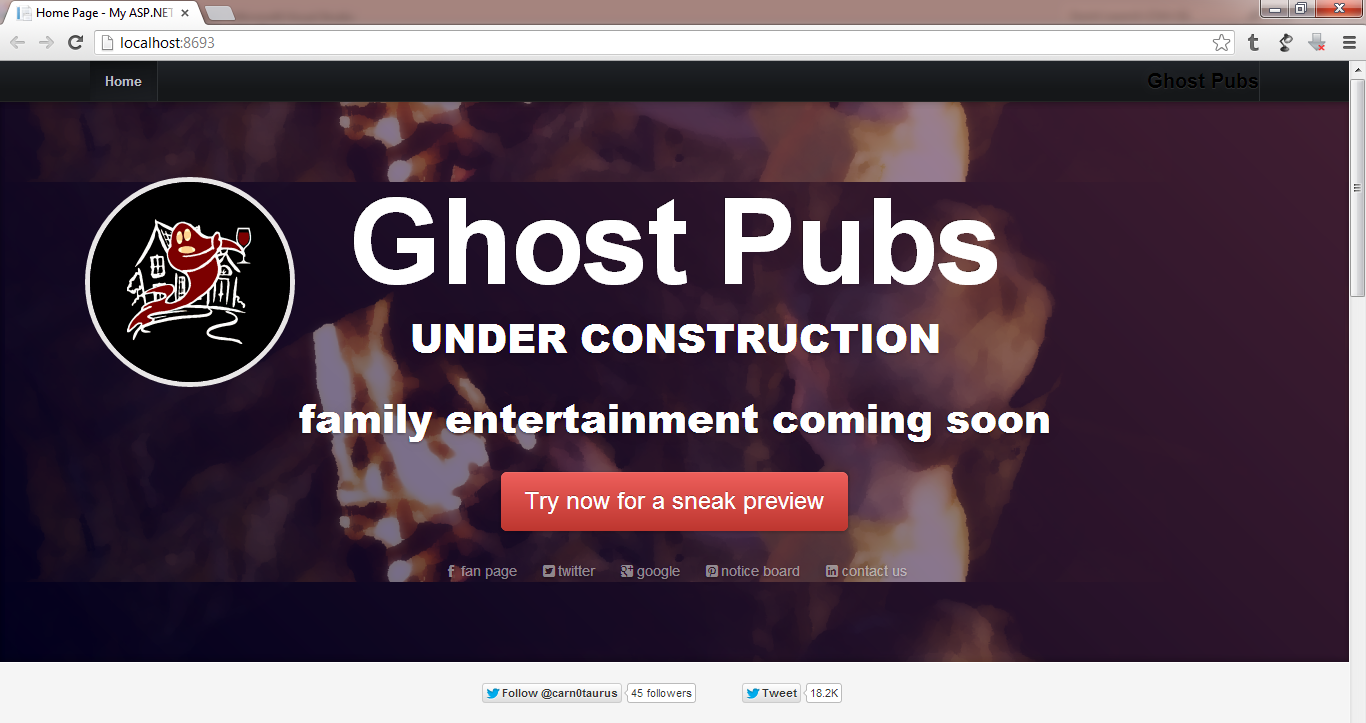 Home Page - My ASP.NET
localhost:8693
Home
Ghost Pubs
Ghost Pubs
UNDER CONSTRUCTION
family entertainment coming soon
Try now for a sneak preview
fan page twitter google notice board contact us
Follow @carn0taurus 45 followers Tweet 18.2K